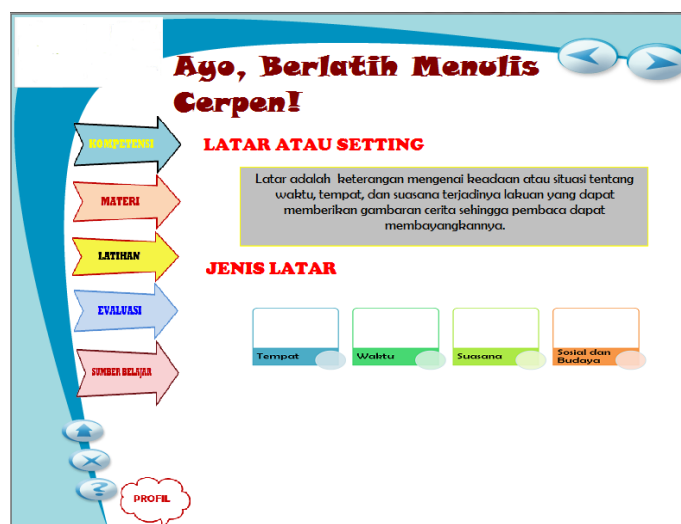 Ayo, Berlatih Menulis
Cerpen!
KOMPETENSI
LATAR ATAU SETTING
Latar adalah keterangan mengenai keadaan atau situasi tentang
waktu, tempat, dan suasana terjadinya lakuan yang dapat
memberikan gambaran cerita sehingga pembaca dapat
membayangkannya.
MATERI
LATIHAN
JENIS LATAR
EVALUASI
Tempat
Waktu
Suasana
Sosial dan
Budaya
SUMBER BELAJAR
?
PROFIL